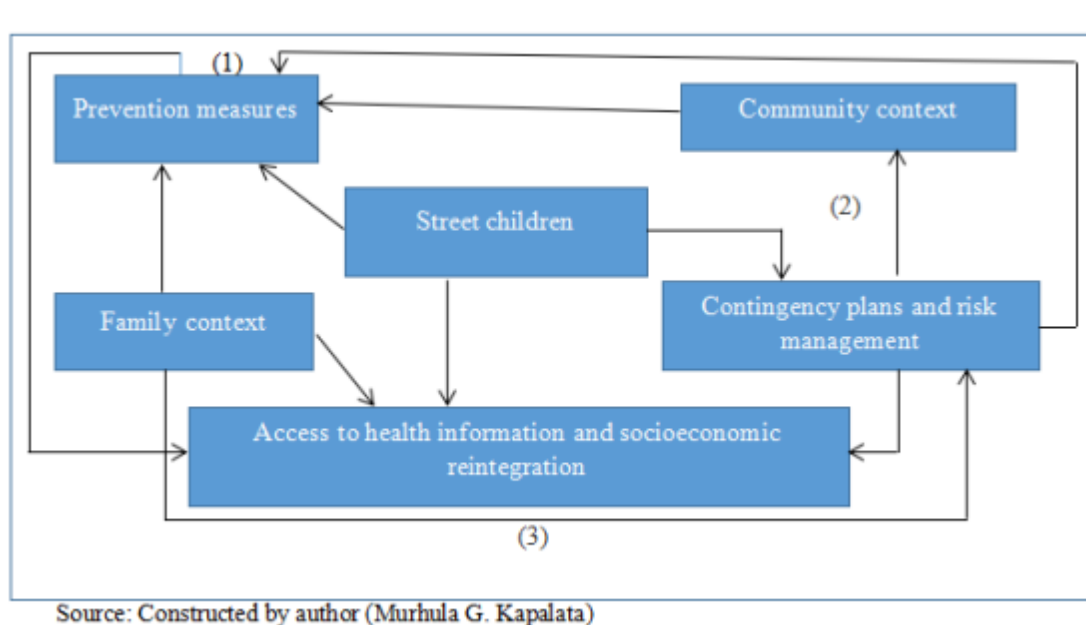 (1)
Prevention measures
Community context
(2)
Street children
Family context
Contingency plans and risk
management
Access to health information and socioeconomic
reintegration
(3)
Source: Constructed by author (Murhula G. Kapalata)